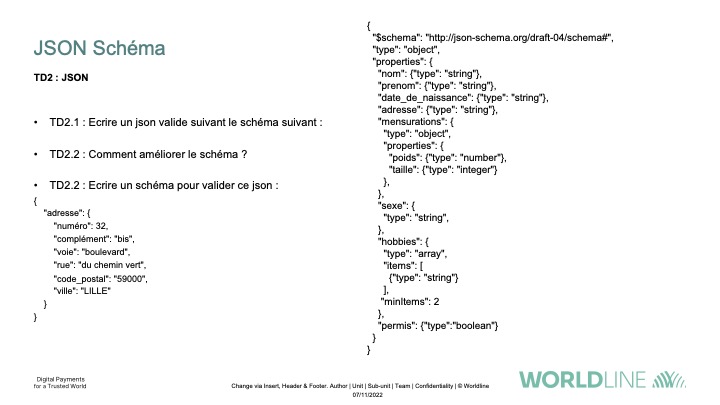 JSON Schéma
TD2 : JSON
• TD2.1 : Ecrire un json valide suivant le schéma suivant :
• TD2.2 : Comment améliorer le schéma ?
• TD2.2 : Ecrire un schéma pour valider ce json :
{
"adresse": {
"numéro": 32,
"complément": "bis",
"voie": "boulevard",
"rue": "du chemin vert",
"code_postal": "59000",
"ville": "LILLE"
}
}
{
"$schema": "http://json-schema.org/draft-04/schema#",
"type": "object",
"properties": {
"nom": {"type": "string"},
"prenom": {"type": "string"},
"date_de_naissance": {"type": "string"},
"adresse": {"type": "string"},
"mensurations": {
"type": "object",
"properties": {
"poids": {"type": "number"},
"taille": {"type": "integer"}
},
},
"sexe": {
"type": "string",
},
"hobbies": {
"type": "array",
"items": [
{"type": "string"}
],
"minItems": 2
},
"permis": {"type":"boolean"}
}
}
Digital Payments
for a Trusted World
Change via Insert, Header & Footer. Author | Unit | Sub-unit | Team | Confidentiality | © Worldline
07/11/2022
WORLDLINE